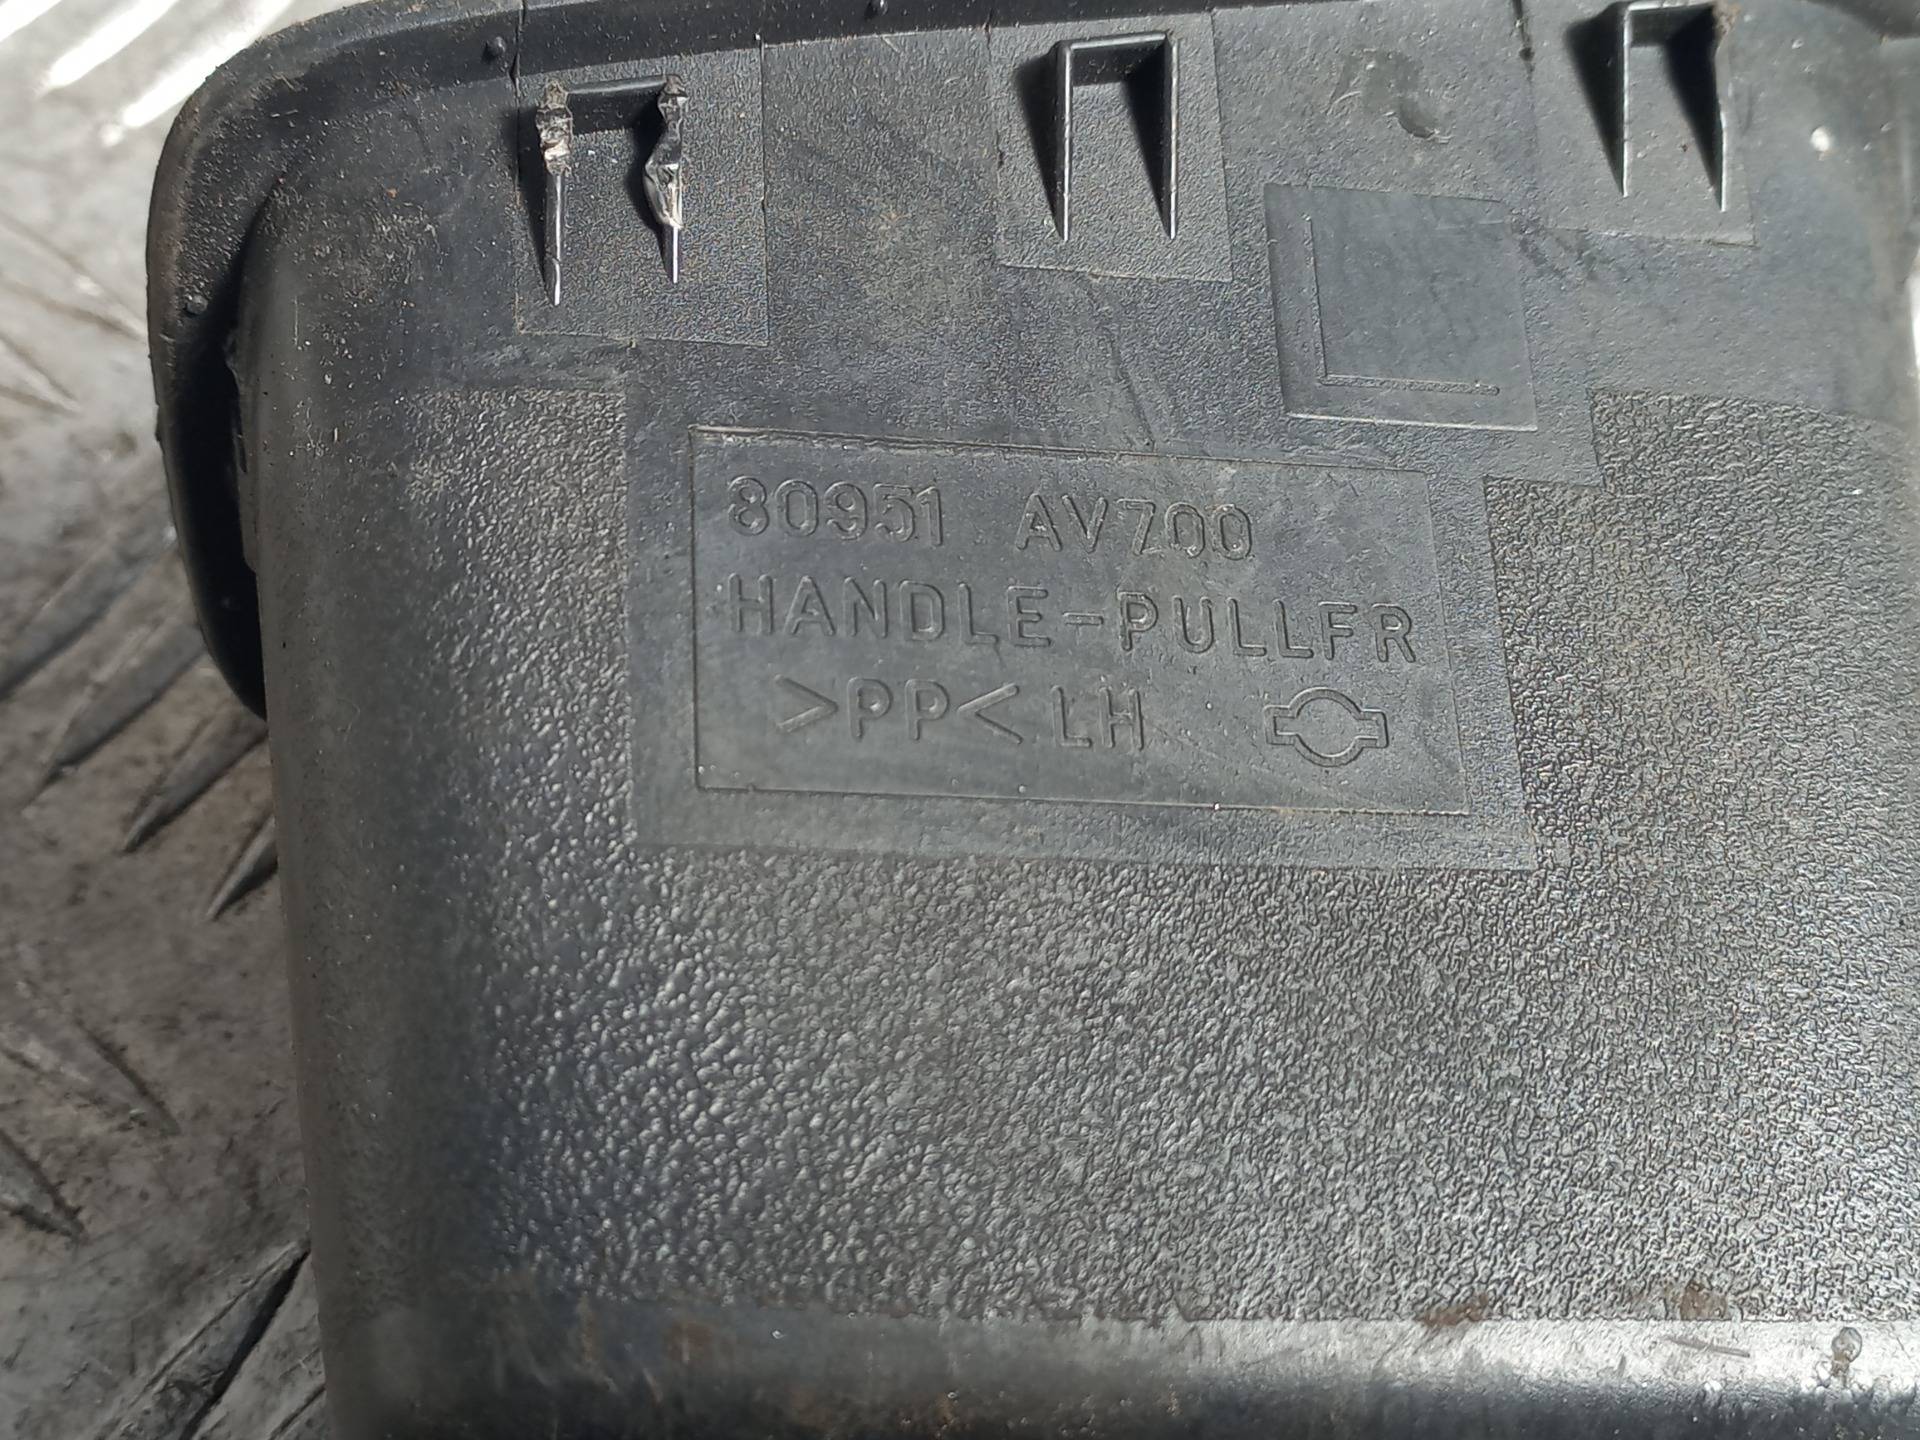 80951 AV700
HANDLE-PULLFR
>PP< LH